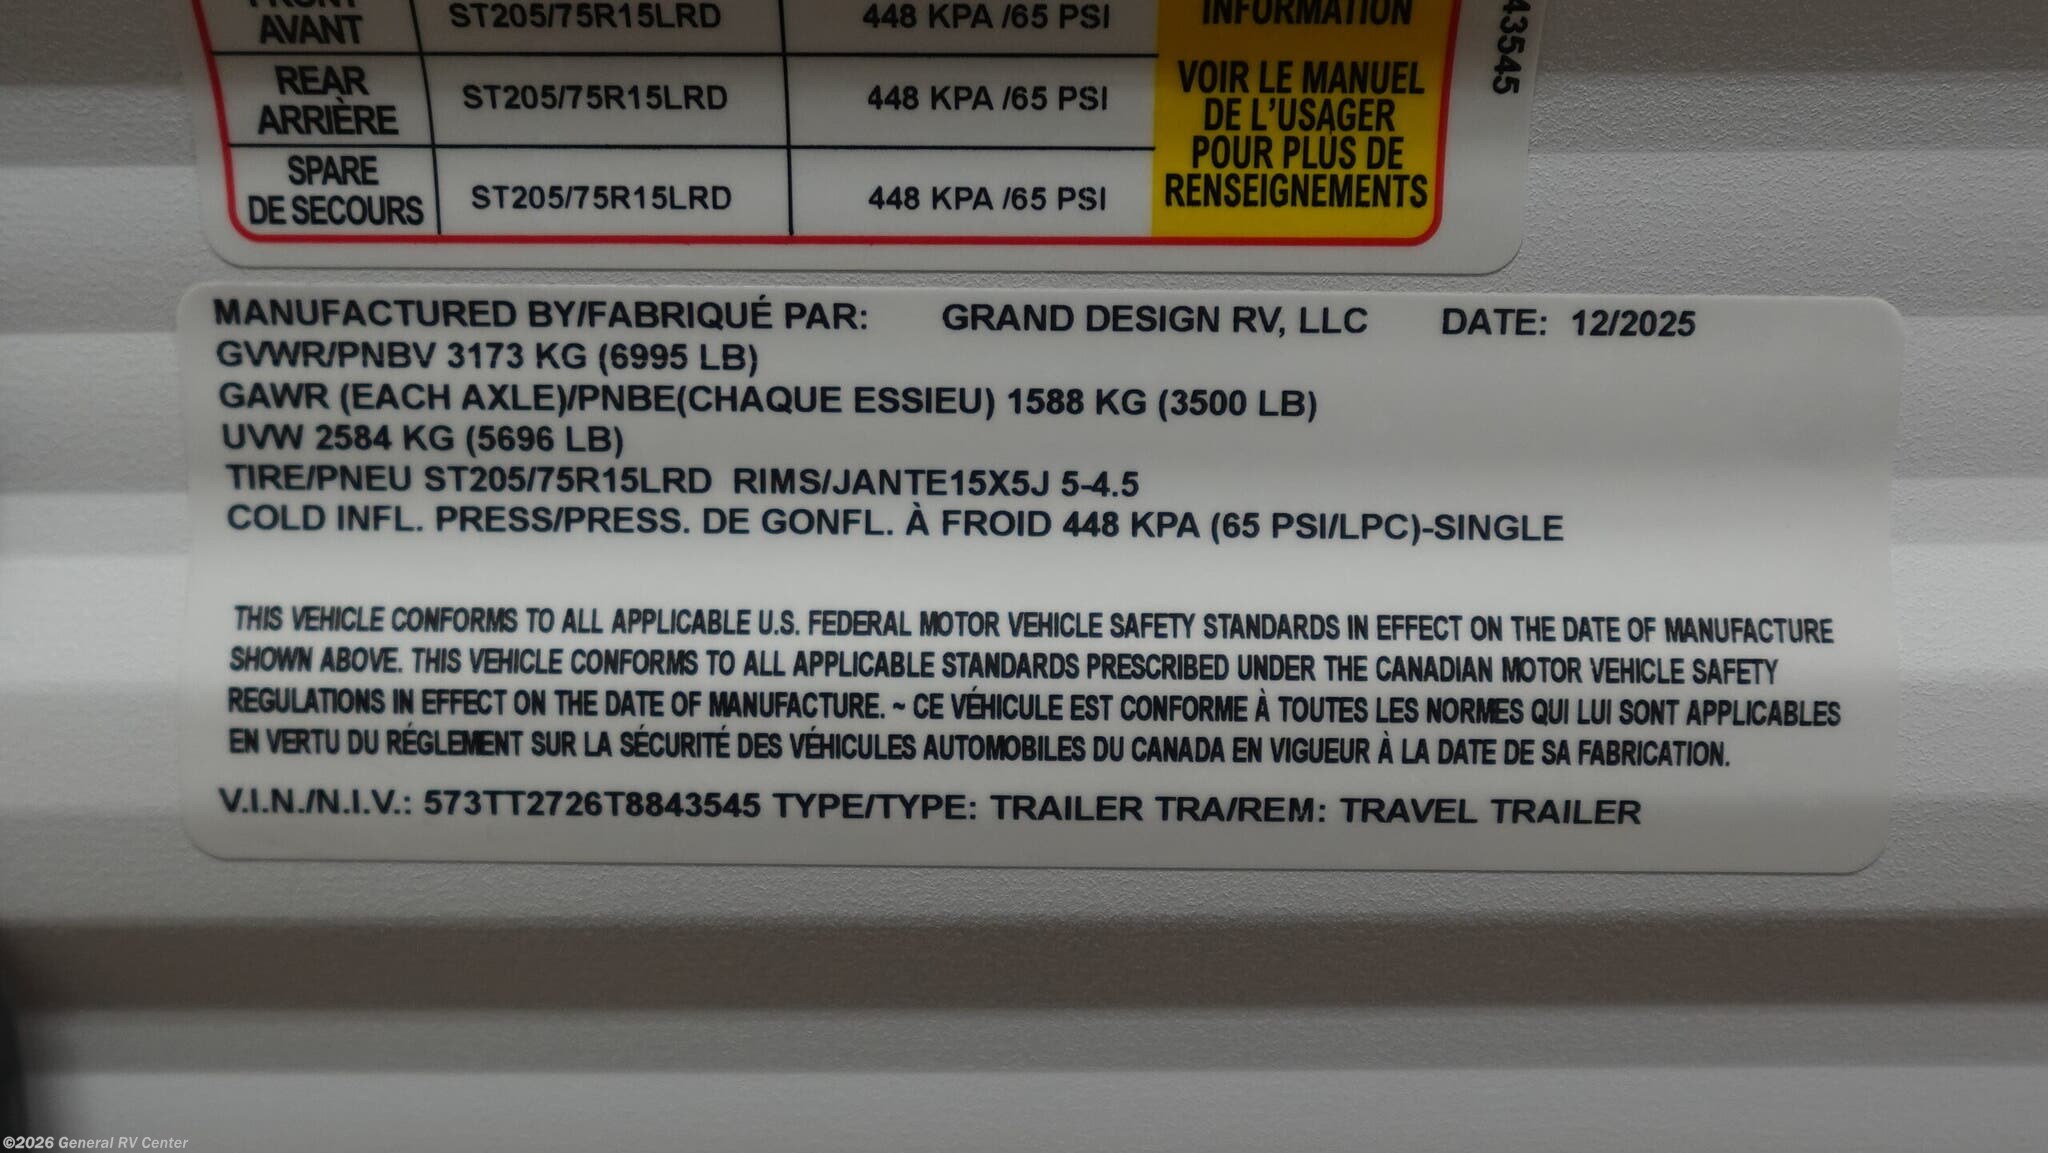 FRONT
AVANT ST205/75R15LRD 448 KPA /65 PSI
INFORMATION
REAR
ARRIÈRE ST205/75R15LRD 448 KPA /65 PSI
SPARE
DE SECOURS ST205/75R15LRD 448 KPA /65 PSI
VOIR LE MANUEL
DE L'USAGER
POUR PLUS DE
RENSEIGNEMENTS
43545
MANUFACTURED BY/FABRIQUÉ PAR: GRAND DESIGN RV, LLC DATE: 12/2025
GVWR/PNBV 3173 KG (6995 LB)
GAWR (EACH AXLE)/PNBE(CHAQUE ESSIEU) 1588 KG (3500 LB)
UVW 2584 KG (5696 LB)
TIRE/PNEU ST205/75R15LRD RIMS/JANTE15X5J 5-4.5
COLD INFL. PRESS/PRESS. DE GONFL. À FROID 448 KPA (65 PSI/LPC)-SINGLE
THIS VEHICLE CONFORMS TO ALL APPLICABLE U.S. FEDERAL MOTOR VEHICLE SAFETY STANDARDS IN EFFECT ON THE DATE OF MANUFACTURE
SHOWN ABOVE. THIS VEHICLE CONFORMS TO ALL APPLICABLE STANDARDS PRESCRIBED UNDER THE CANADIAN MOTOR VEHICLE SAFETY
REGULATIONS IN EFFECT ON THE DATE OF MANUFACTURE. ~ CE VÉHICULE EST CONFORME À TOUTES LES NORMES QUI LUI SONT APPLICABLES
EN VERTU DU RÉGLEMENT SUR LA SÉCURITÉ DES VÉHICULES AUTOMOBILES DU CANADA EN VIGUEUR À LA DATE DE SA FABRICATION.
V.I.N./N.I.V.: 573TT2726T8843545 TYPE/TYPE: TRAILER TRA/REM: TRAVEL TRAILER
©2026 General RV Center